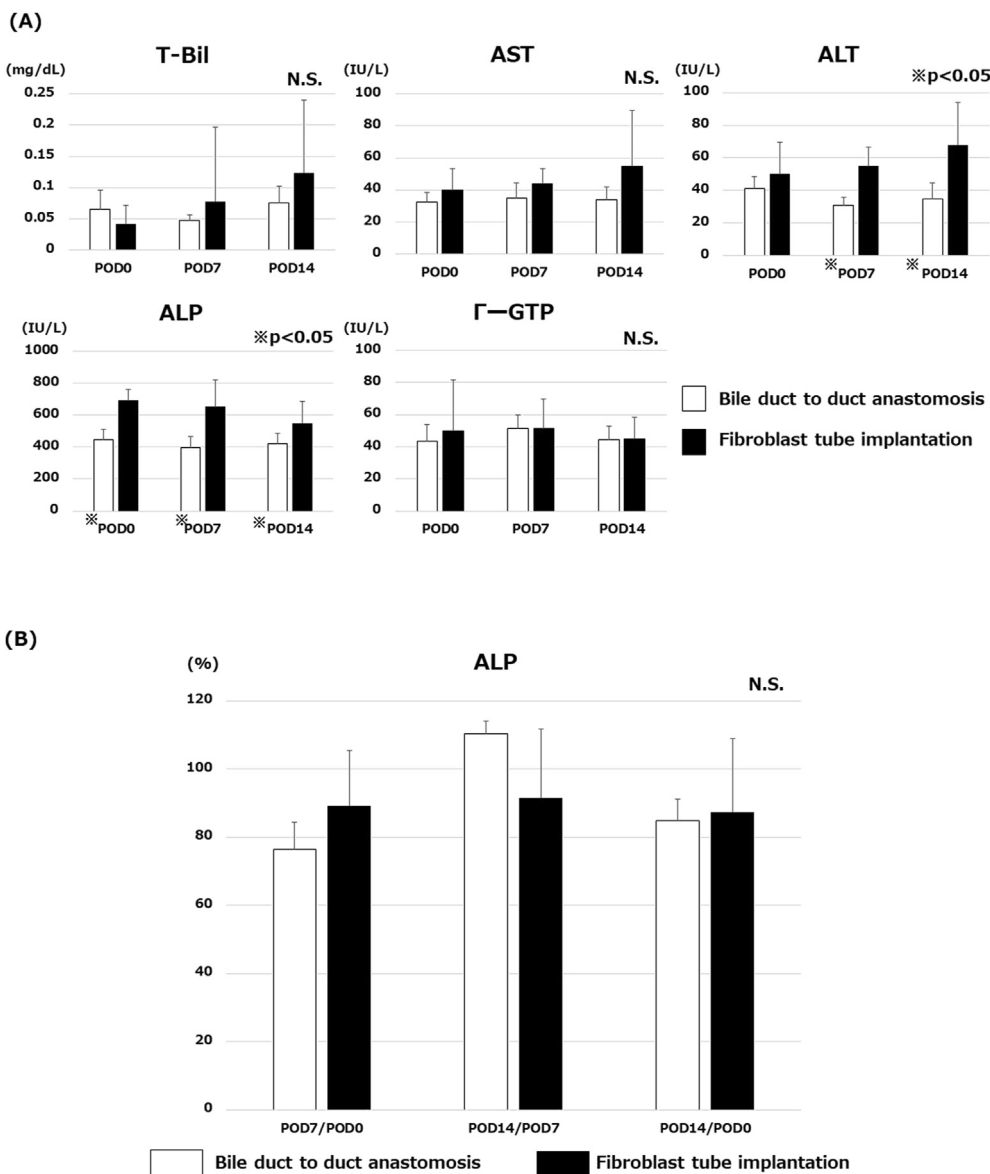 (A)
T-Bil
(mg/dL)
N.S.
0.25
0.2
0.15
0.1
0.05
0
POD0 POD7 POD14
AST
(IU/L)
N.S.
100
80
60
40
20
0
POD0 POD7 POD14
ALT
(IU/L)
※p<0.05
100
80
60
40
20
0
POD0 ※POD7 ※POD14
ALP
(IU/L)
※p<0.05
1000
800
600
400
200
0
※POD0 ※POD7 ※POD14
Γ—GTP
(IU/L)
N.S.
100
80
60
40
20
0
POD0 POD7 POD14
Bile duct to duct anastomosis
Fibroblast tube implantation
(B)
ALP
(%)
N.S.
120
100
80
60
40
20
0
POD7/POD0 POD14/POD7 POD14/POD0
Bile duct to duct anastomosis Fibroblast tube implantation